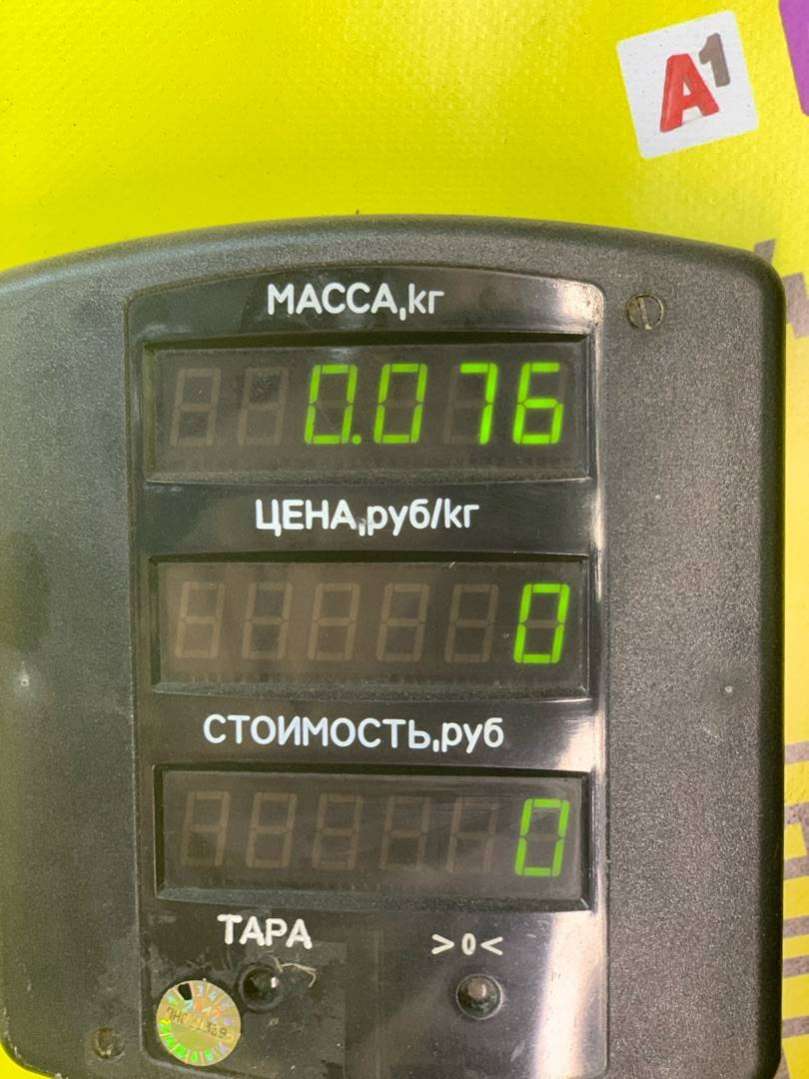 A1
МАССА,кг
0.076
ЦЕНА,руб/кг
0
СТОИМОСТЬ,руб
0
ТАРА >0<